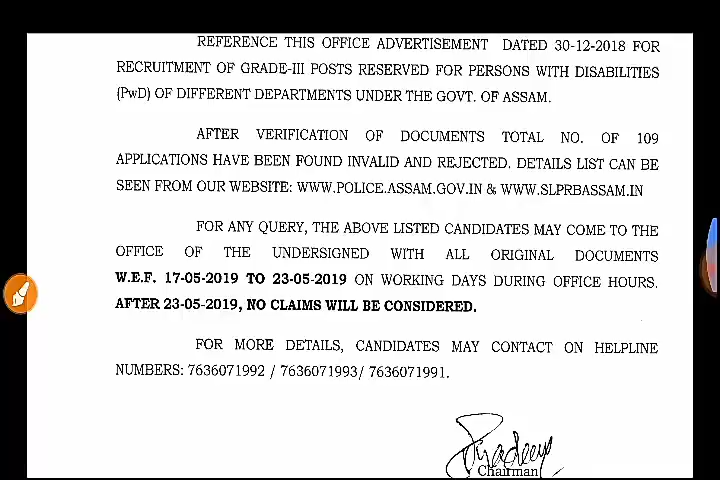 REFERENCE THIS OFFICE ADVERTISEMENT DATED 30-12-2018 FOR
RECRUITMENT OF GRADE-III POSTS RESERVED FOR PERSONS WITH DISABILITIES
(PwD) OF DIFFERENT DEPARTMENTS UNDER THE GOVT. OF ASSAM.
AFTER VERIFICATION OF DOCUMENTS TOTAL NO. OF 109
APPLICATIONS HAVE BEEN FOUND INVALID AND REJECTED. DETAILS LIST CAN BE
SEEN FROM OUR WEBSITE: WWW.POLICE.ASSAM.GOV.IN & WWW.SLPRBASSAM.IN
FOR ANY QUERY, THE ABOVE LISTED CANDIDATES MAY COME TO THE
OFFICE OF THE UNDERSIGNED WITH ALL ORIGINAL DOCUMENTS
W.E.F. 17-05-2019 TO 23-05-2019 ON WORKING DAYS DURING OFFICE HOURS.
AFTER 23-05-2019, NO CLAIMS WILL BE CONSIDERED.
FOR MORE DETAILS, CANDIDATES MAY CONTACT ON HELPLINE
NUMBERS: 7636071992 / 7636071993/ 7636071991.
Chairman